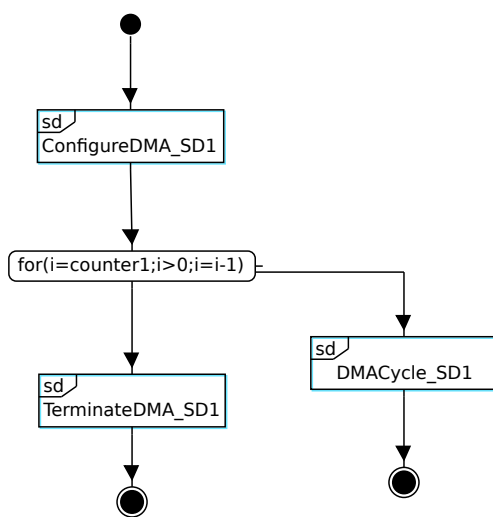 sd
ConfigureDMA_SD1
for(i=counter1;i>0;i=i-1)
sd
DMACycle_SD1
sd
TerminateDMA_SD1